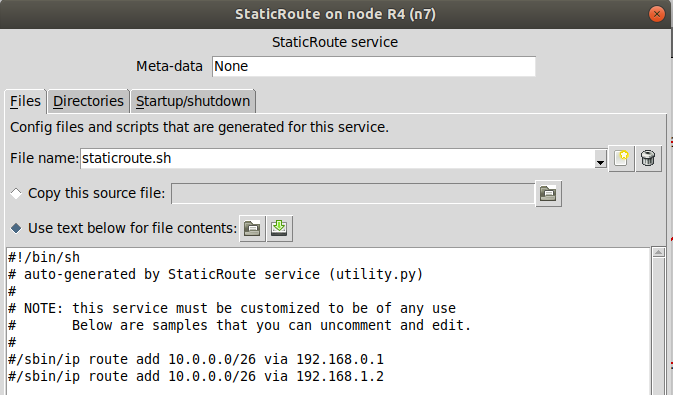 StaticRoute on node R4 (n7)
StaticRoute service
Meta-data None
Files Directories Startup/shutdown
Config files and scripts that are generated for this service.
File name: staticroute.sh
Copy this source file:
Use text below for file contents:
#!/bin/sh
# auto-generated by StaticRoute service (utility.py)
#
# NOTE: this service must be customized to be of any use
#       Below are samples that you can uncomment and edit.
#
#/sbin/ip route add 10.0.0.0/26 via 192.168.0.1
#/sbin/ip route add 10.0.0.0/26 via 192.168.1.2